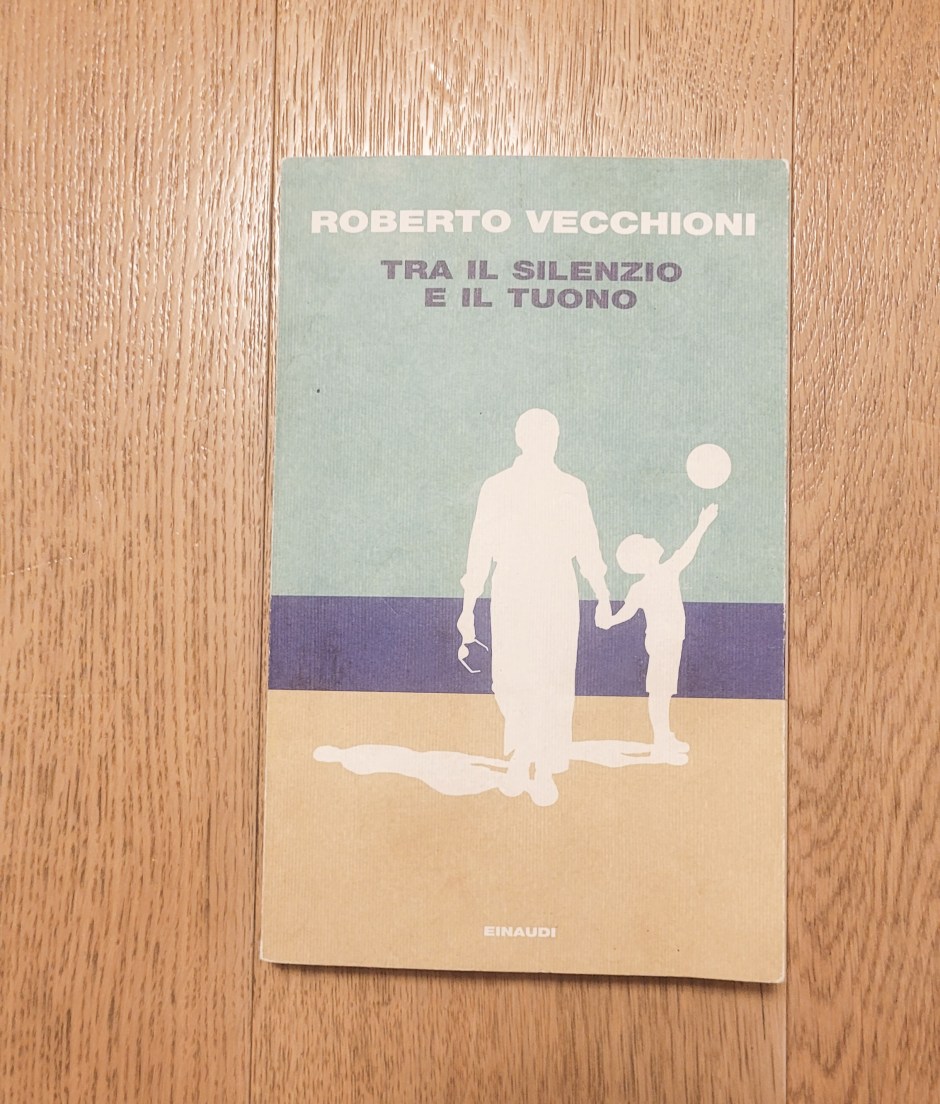 ROBERTO VECCHIONI
TRA IL SILENZIO
E IL TUONO
EINAUDI